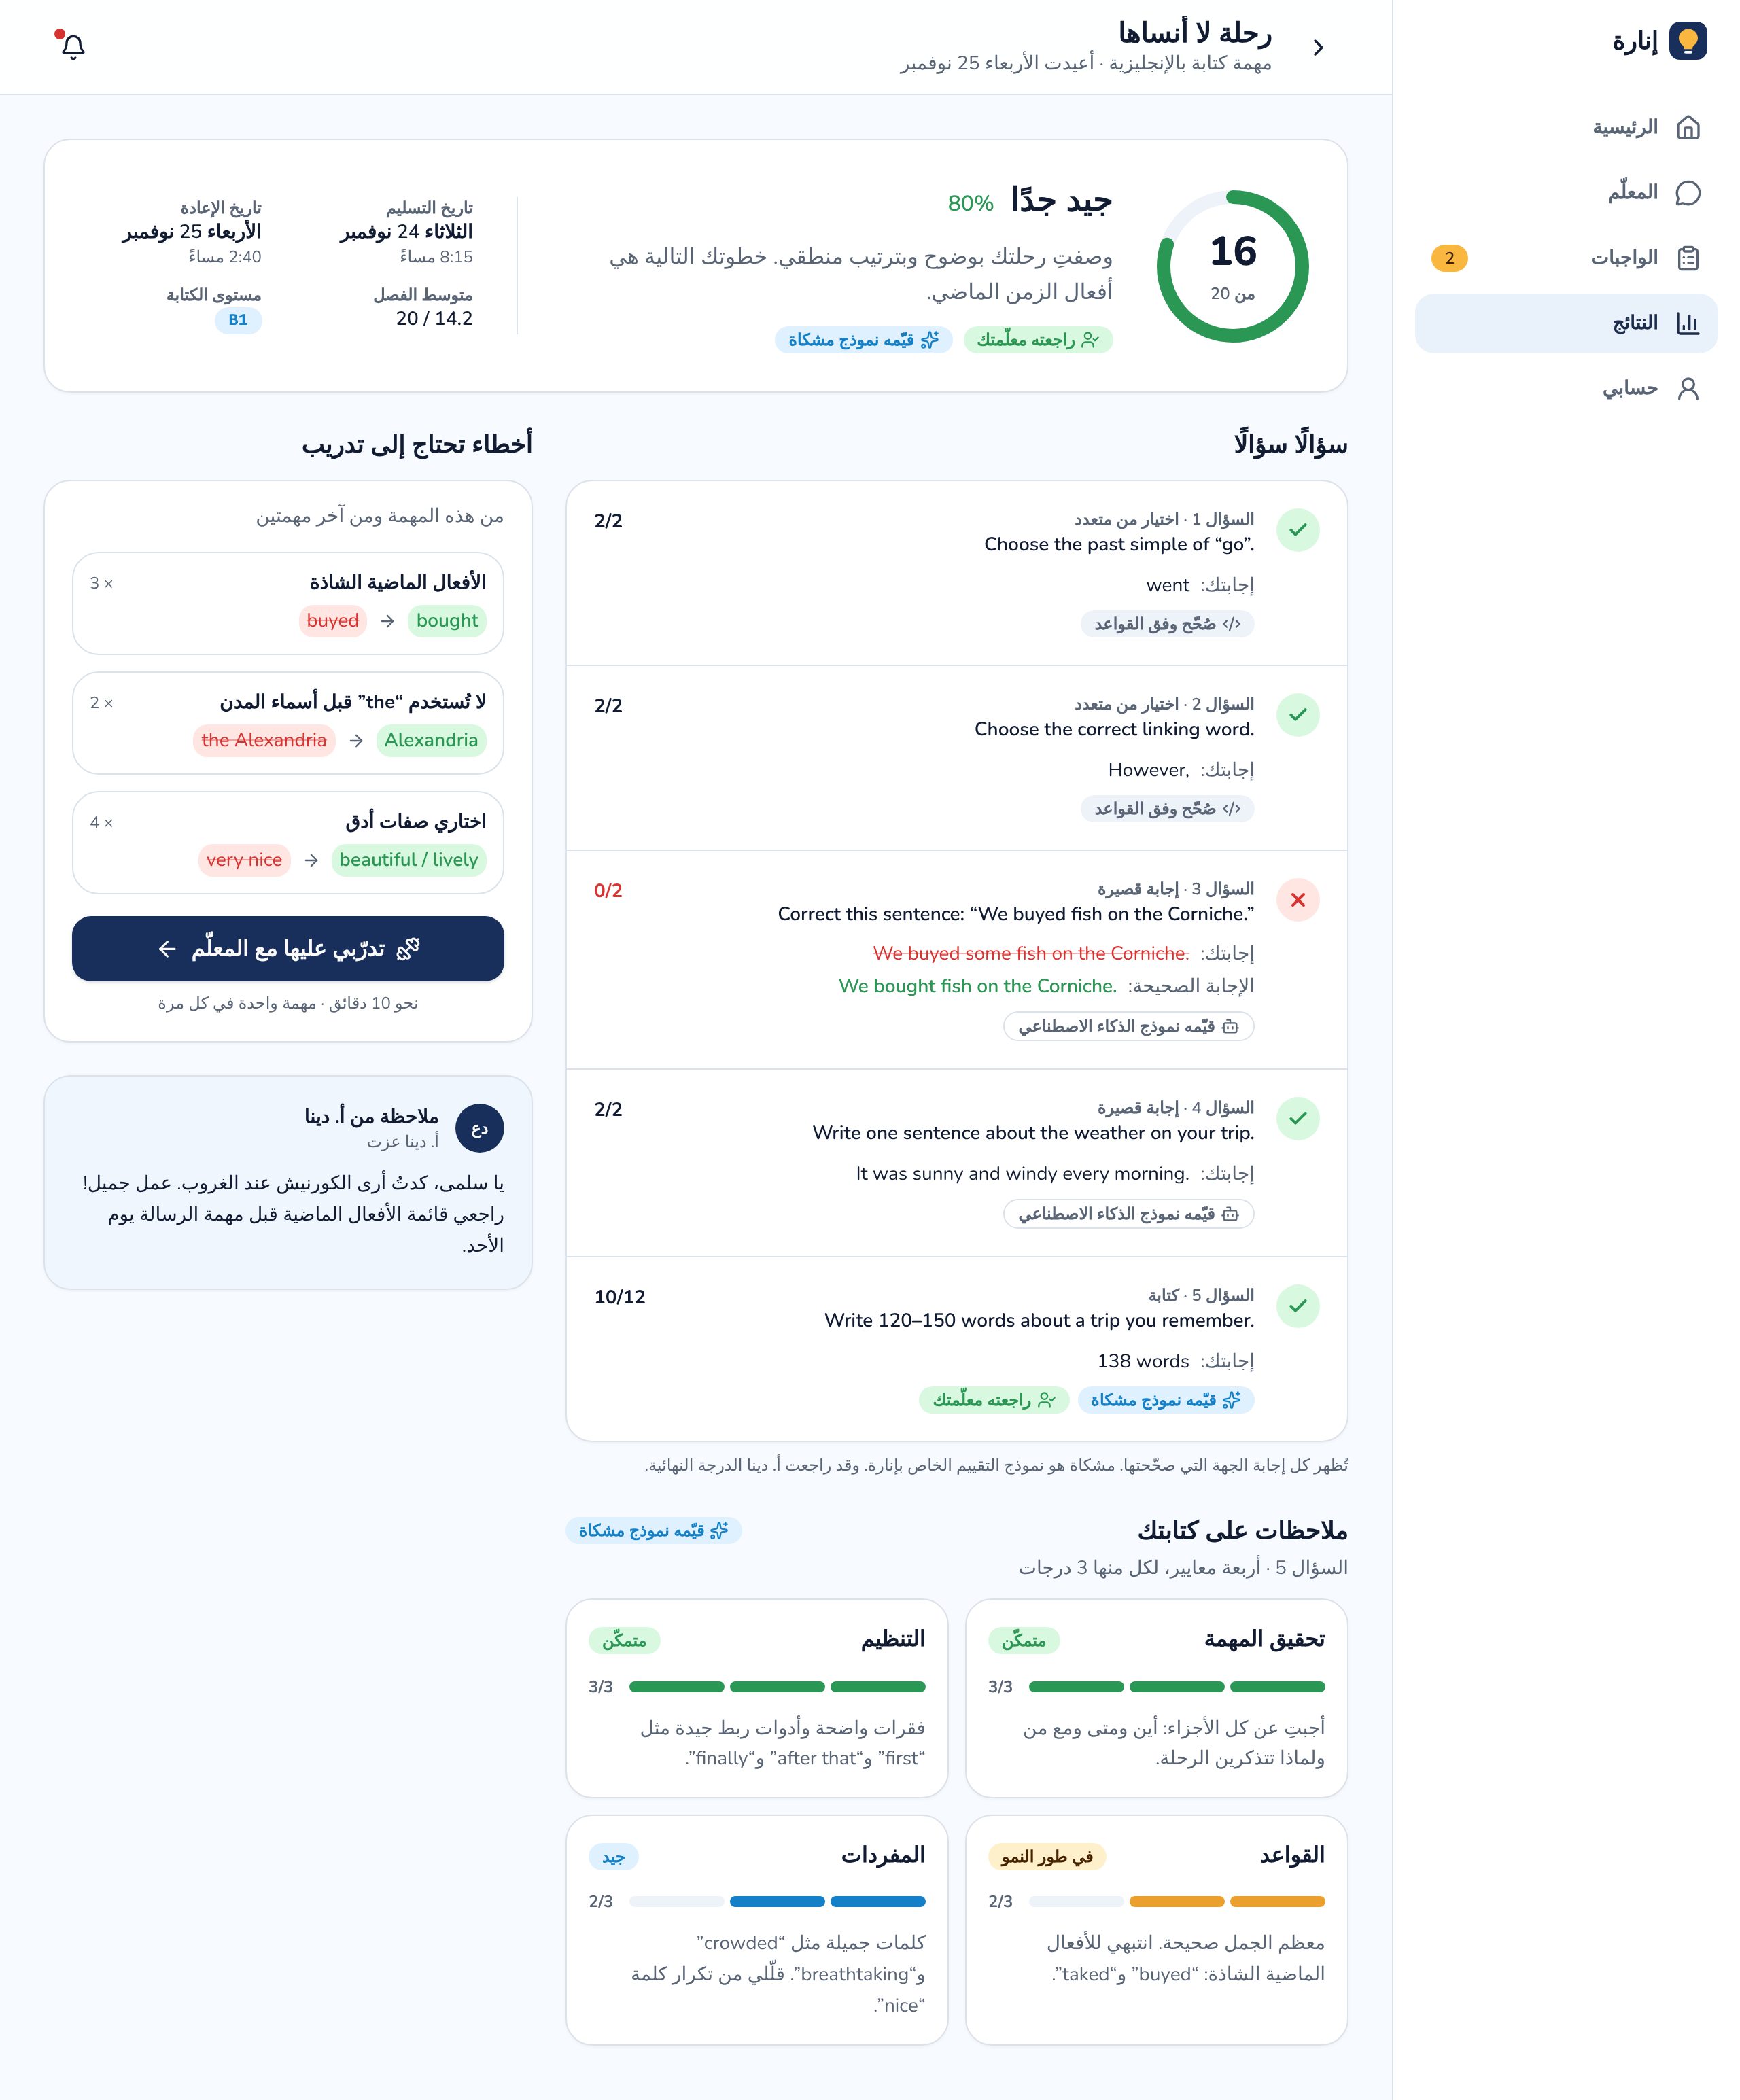 إنارة
الرئيسية
المعلّم
الواجبات
2
النتائج
حسابي
رحلة لا أنساها
مهمة كتابة بالإنجليزية · أعيدت الأربعاء 25 نوفمبر
16
من 20
جيد جدًا 80%
وصفتِ رحلتك بوضوح وبترتيب منطقي. خطوتك التالية هي
أفعال الزمن الماضي.
راجعته معلّمتك
قيّمه نموذج مشكاة
تاريخ التسليم
الثلاثاء 24 نوفمبر
8:15 مساءً
تاريخ الإعادة
الأربعاء 25 نوفمبر
2:40 مساءً
متوسط الفصل
14.2 / 20
مستوى الكتابة
B1
سؤالًا سؤالًا
السؤال 1 · اختيار من متعدد
2/2
Choose the past simple of “go”.
إجابتك: went
صُحّح وفق القواعد
السؤال 2 · اختيار من متعدد
2/2
Choose the correct linking word.
إجابتك: However,
صُحّح وفق القواعد
السؤال 3 · إجابة قصيرة
0/2
Correct this sentence: “We buyed fish on the Corniche.”
إجابتك: We buyed some fish on the Corniche.
الإجابة الصحيحة: We bought fish on the Corniche.
قيّمه نموذج الذكاء الاصطناعي
السؤال 4 · إجابة قصيرة
2/2
Write one sentence about the weather on your trip.
إجابتك: It was sunny and windy every morning.
قيّمه نموذج الذكاء الاصطناعي
السؤال 5 · كتابة
10/12
Write 120–150 words about a trip you remember.
إجابتك: 138 words
قيّمه نموذج مشكاة
راجعته معلّمتك
تُظهر كل إجابة الجهة التي صحّحتها. مشكاة هو نموذج التقييم الخاص بإنارة. وقد راجعت أ. دينا الدرجة النهائية.
ملاحظات على كتابتك
قيّمه نموذج مشكاة
السؤال 5 · أربعة معايير، لكل منها 3 درجات
تحقيق المهمة
متمكّن
3/3
أجبتِ عن كل الأجزاء: أين ومتى ومع من
ولماذا تتذكرين الرحلة.
التنظيم
متمكّن
3/3
فقرات واضحة وأدوات ربط جيدة مثل
“first” و“after that” و“finally”.
القواعد
في طور النمو
2/3
معظم الجمل صحيحة. انتبهي للأفعال
الماضية الشاذة: “buyed” و“taked”.
المفردات
جيد
2/3
كلمات جميلة مثل “crowded”
و“breathtaking”. قلّلي من تكرار كلمة
“nice”.
أخطاء تحتاج إلى تدريب
من هذه المهمة ومن آخر مهمتين
الأفعال الماضية الشاذة
× 3
buyed → bought
لا تُستخدم “the” قبل أسماء المدن
× 2
the Alexandria → Alexandria
اختاري صفات أدق
× 4
very nice → beautiful / lively
تدرّبي عليها مع المعلّم
نحو 10 دقائق · مهمة واحدة في كل مرة
دع
ملاحظة من أ. دينا
أ. دينا عزت
يا سلمى، كدتُ أرى الكورنيش عند الغروب. عمل جميل!
راجعي قائمة الأفعال الماضية قبل مهمة الرسالة يوم
الأحد.